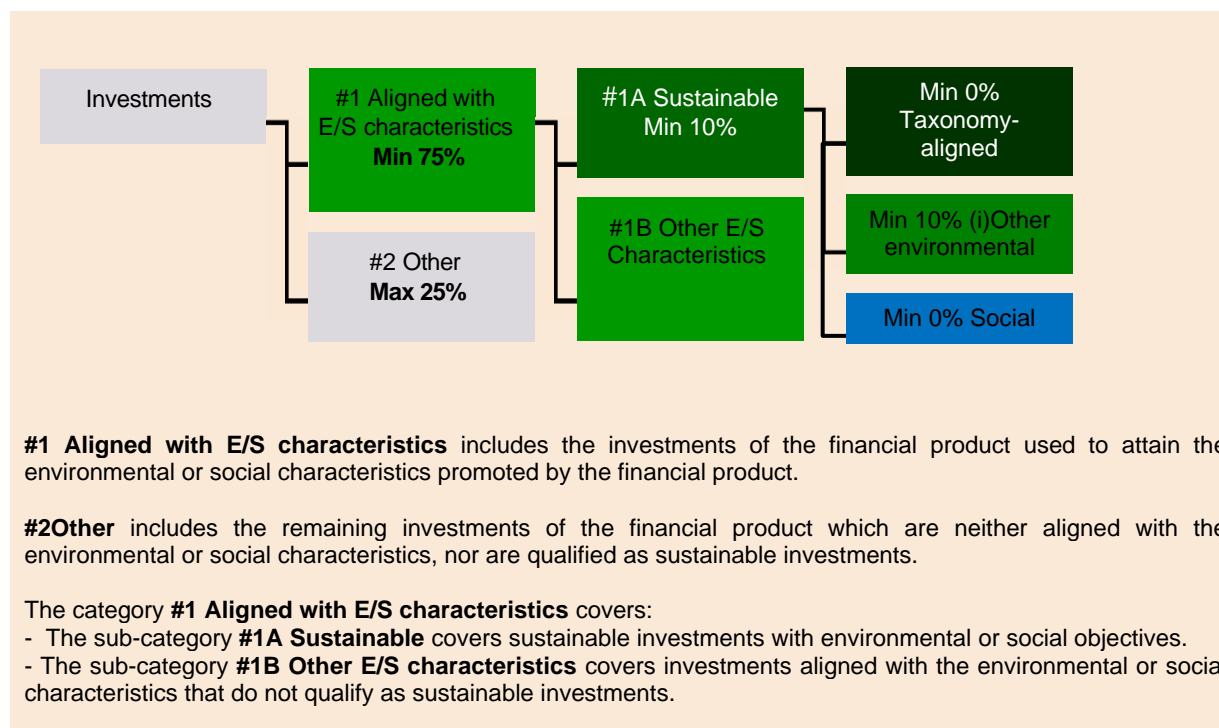 Investments
#1 Aligned with
E/S characteristics
Min 75%
#2 Other
Max 25%
#1A Sustainable
Min 10%
#1B Other E/S
Characteristics
Min 0%
Taxonomy-
aligned
Min 10% (i)Other
environmental
Min 0% Social
#1 Aligned with E/S characteristics includes the investments of the financial product used to attain the
environmental or social characteristics promoted by the financial product.
#2Other includes the remaining investments of the financial product which are neither aligned with the
environmental or social characteristics, nor are qualified as sustainable investments.
The category #1 Aligned with E/S characteristics covers:
- The sub-category #1A Sustainable covers sustainable investments with environmental or social objectives.
- The sub-category #1B Other E/S characteristics covers investments aligned with the environmental or social
characteristics that do not qualify as sustainable investments.